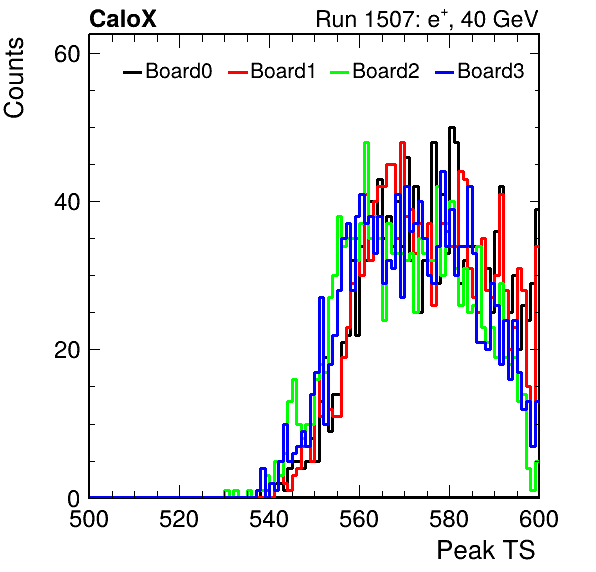 CaloX Run 1507: e⁺, 40 GeV
Counts
Board0 Board1 Board2 Board3
60
40
20
0
500 520 540 560 580 600
Peak TS